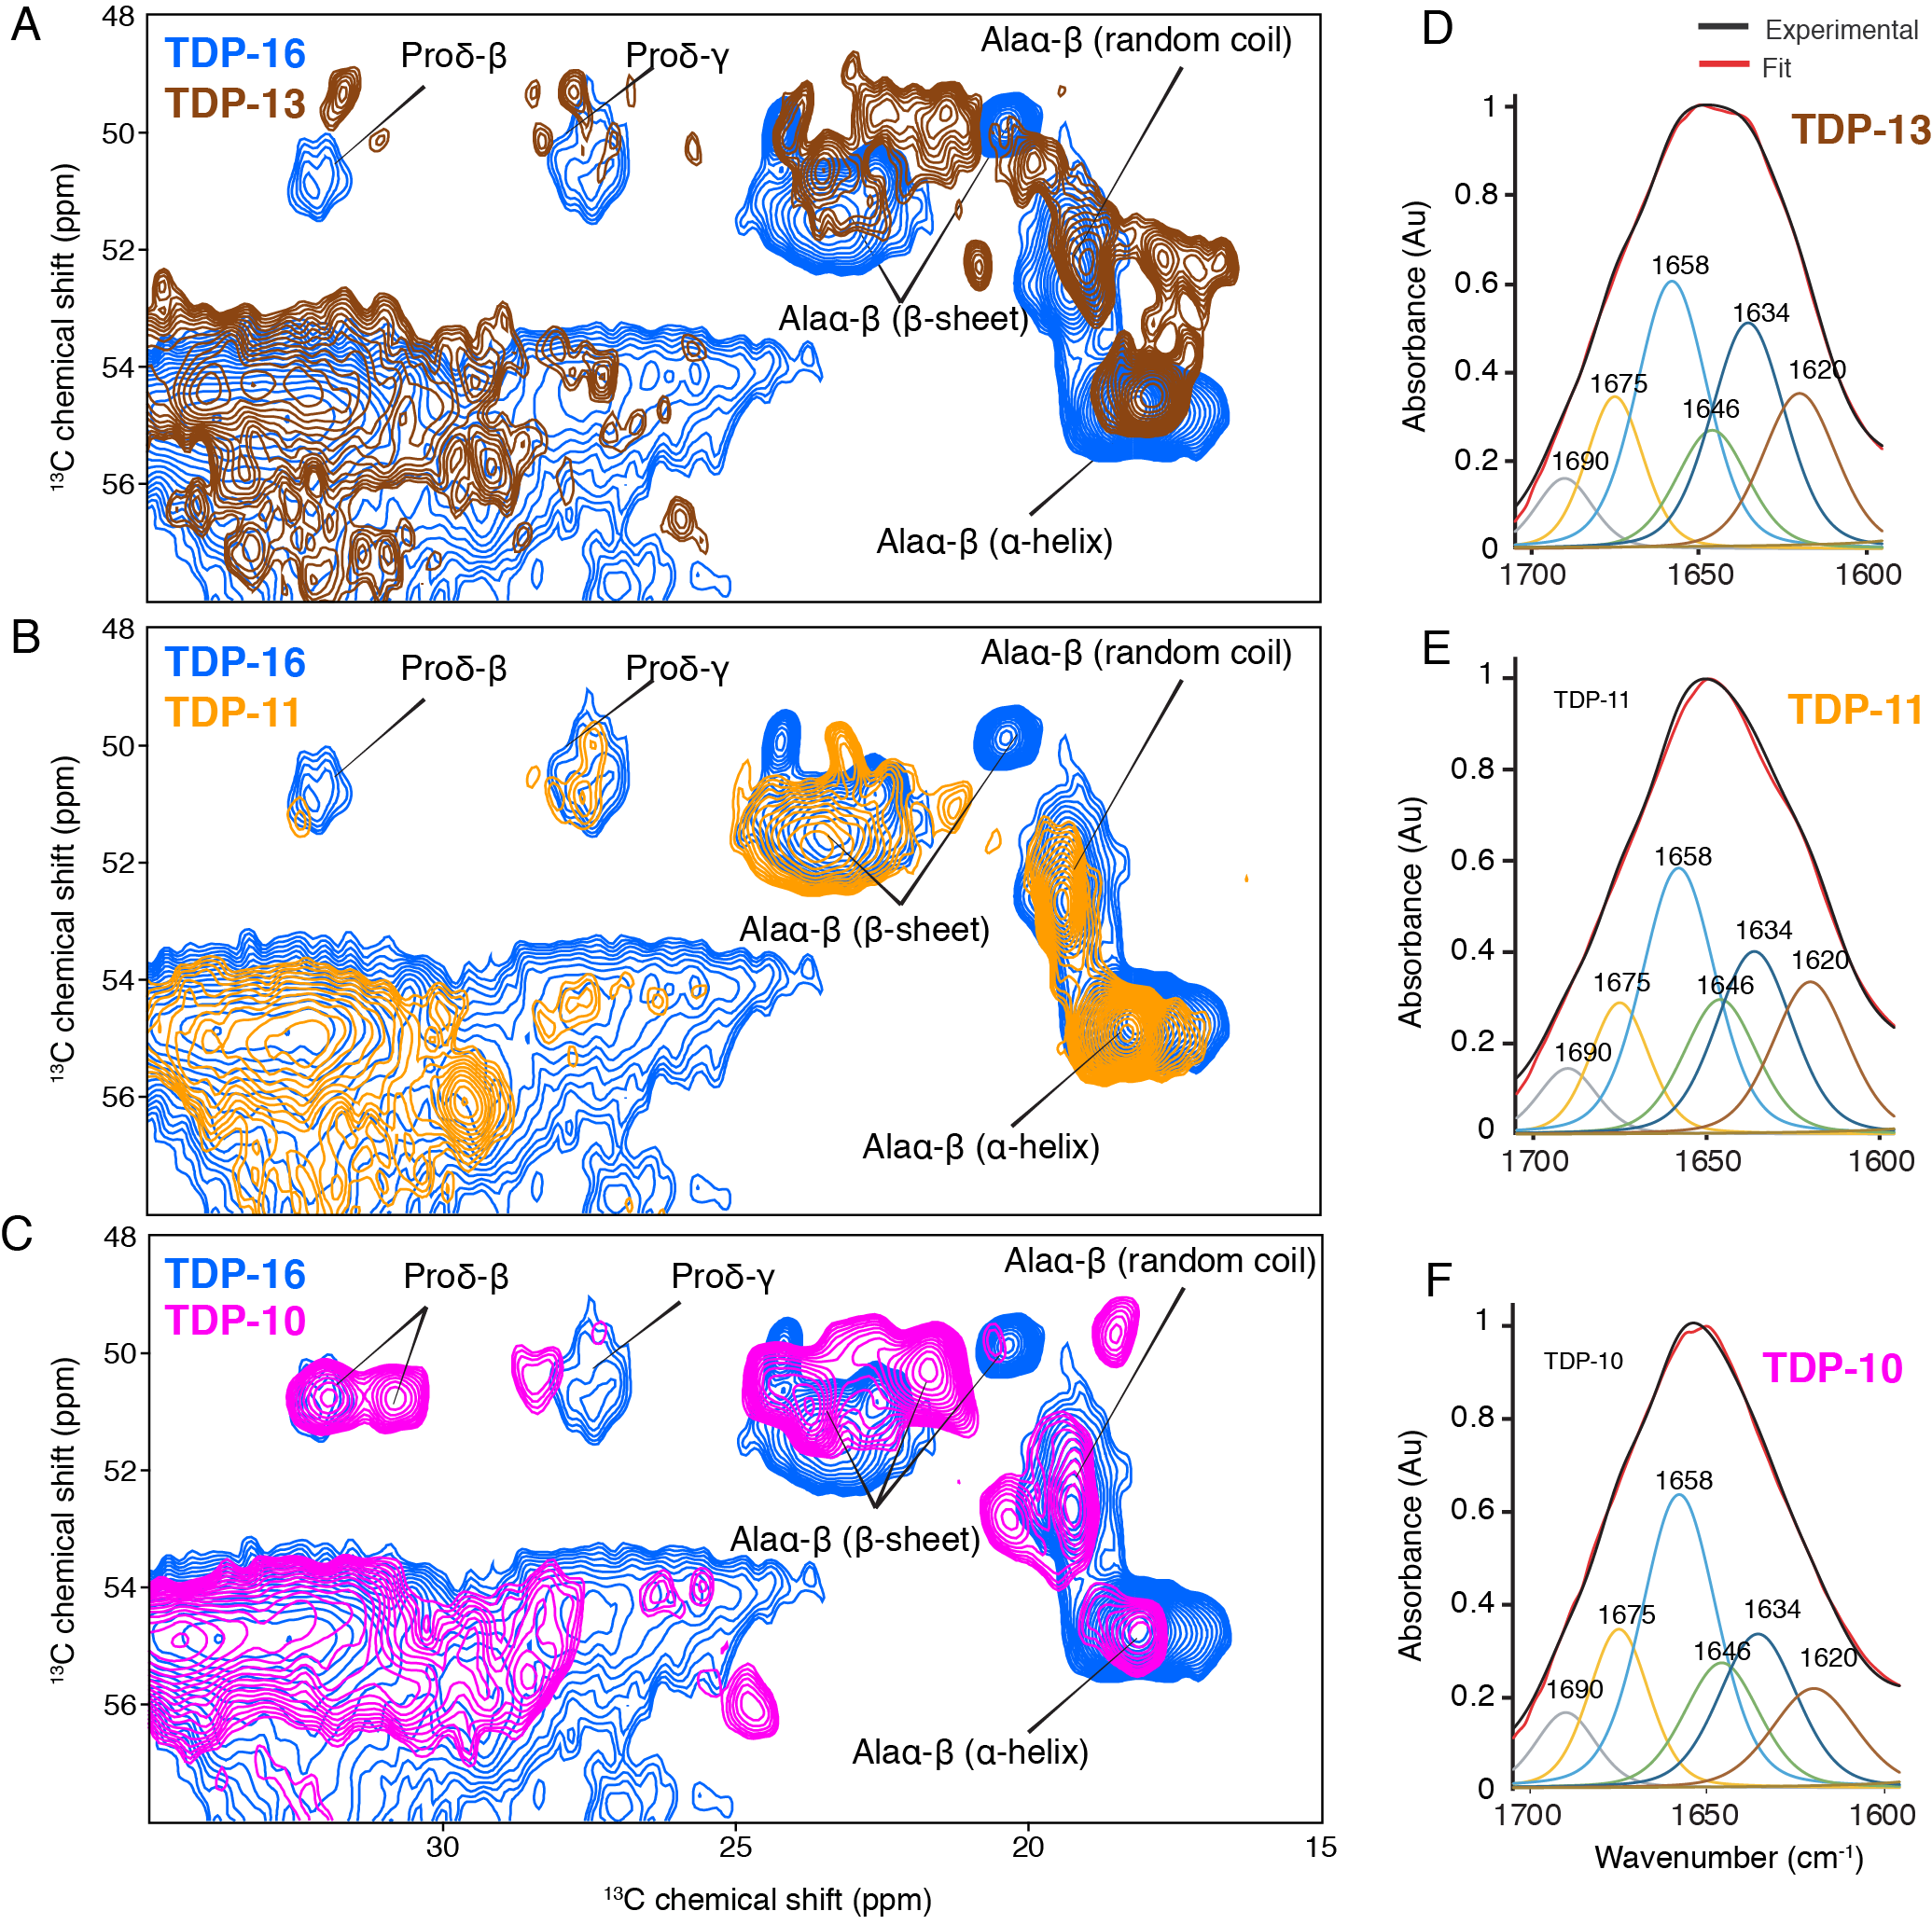 A
48
50
52
54
56
¹³C chemical shift (ppm)
TDP-16
TDP-13
Proδ-β
Proδ-γ
Alaα-β (random coil)
Alaα-β (β-sheet)
Alaα-β (α-helix)
B
48
50
52
54
56
¹³C chemical shift (ppm)
TDP-16
TDP-11
Proδ-β
Proδ-γ
Alaα-β (random coil)
Alaα-β (β-sheet)
Alaα-β (α-helix)
C
48
50
52
54
56
¹³C chemical shift (ppm)
TDP-16
TDP-10
Proδ-β
Proδ-γ
Alaα-β (random coil)
Alaα-β (β-sheet)
Alaα-β (α-helix)
30 25 20 15
¹³C chemical shift (ppm)
D
Experimental
Fit
TDP-13
1
0.8
0.6
0.4
0.2
0
Absorbance (Au)
1658
1634
1675
1620
1646
1690
1700 1650 1600
E
TDP-11
TDP-11
1
0.8
0.6
0.4
0.2
0
Absorbance (Au)
1658
1634
1620
1675
1646
1690
1700 1650 1600
F
TDP-10
TDP-10
1
0.8
0.6
0.4
0.2
0
Absorbance (Au)
1658
1675
1634
1646
1620
1690
1700 1650 1600
Wavenumber (cm⁻¹)